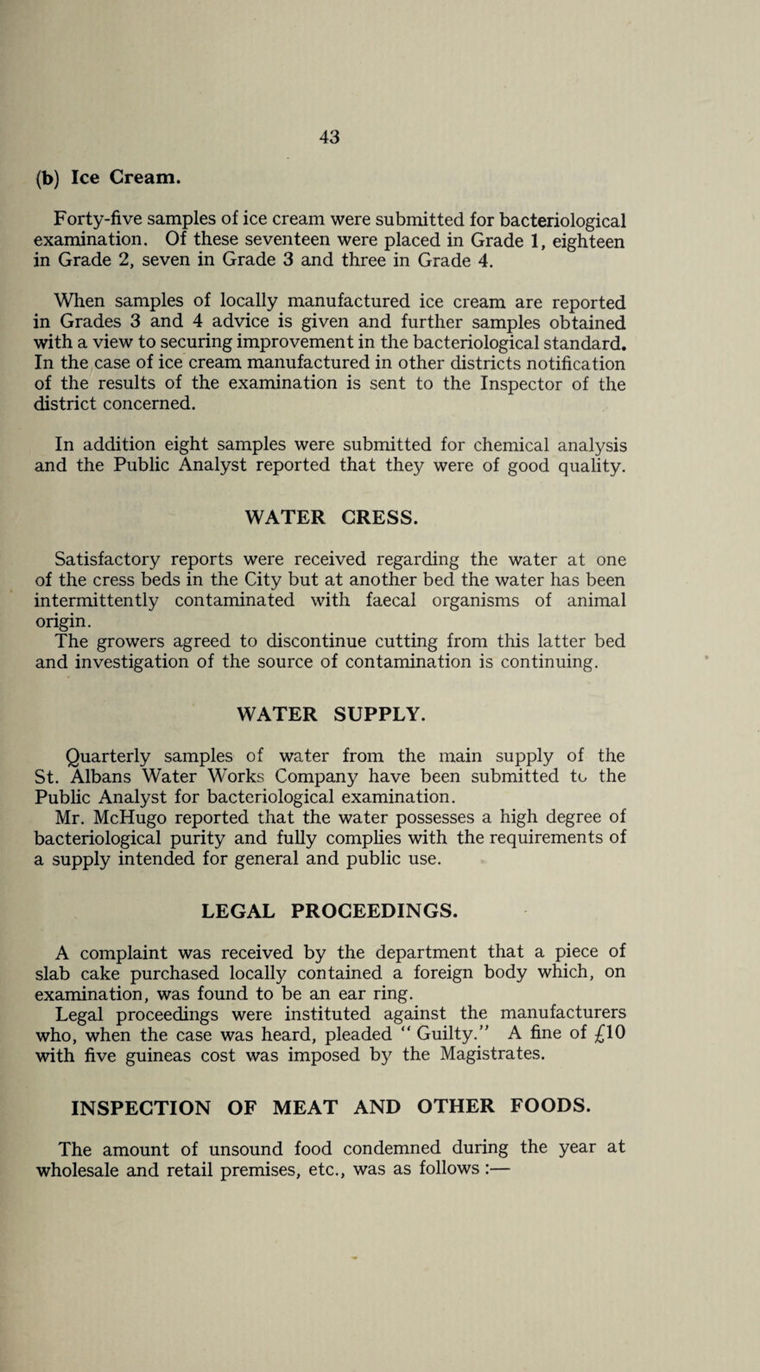 43
(b) Ice Cream.
Forty-five samples of ice cream were submitted for bacteriological
examination. Of these seventeen were placed in Grade 1, eighteen
in Grade 2, seven in Grade 3 and three in Grade 4.
When samples of locally manufactured ice cream are reported
in Grades 3 and 4 advice is given and further samples obtained
with a view to securing improvement in the bacteriological standard.
In the case of ice cream manufactured in other districts notification
of the results of the examination is sent to the Inspector of the
district concerned.
In addition eight samples were submitted for chemical analysis
and the Public Analyst reported that they were of good quality.
WATER CRESS.
Satisfactory reports were received regarding the water at one
of the cress beds in the City but at another bed the water has been
intermittently contaminated with faecal organisms of animal
origin.
The growers agreed to discontinue cutting from this latter bed
and investigation of the source of contamination is continuing.
WATER SUPPLY.
Quarterly samples of water from the main supply of the
St. Albans Water Works Company have been submitted to the
Public Analyst for bacteriological examination.
Mr. McHugo reported that the water possesses a high degree of
bacteriological purity and fully complies with the requirements of
a supply intended for general and public use.
LEGAL PROCEEDINGS.
A complaint was received by the department that a piece of
slab cake purchased locally contained a foreign body which, on
examination, was found to be an ear ring.
Legal proceedings were instituted against the manufacturers
who, when the case was heard, pleaded “ Guilty.” A fine of £10
with five guineas cost was imposed by the Magistrates.
INSPECTION OF MEAT AND OTHER FOODS.
The amount of unsound food condemned during the year at
wholesale and retail premises, etc., was as follows :—